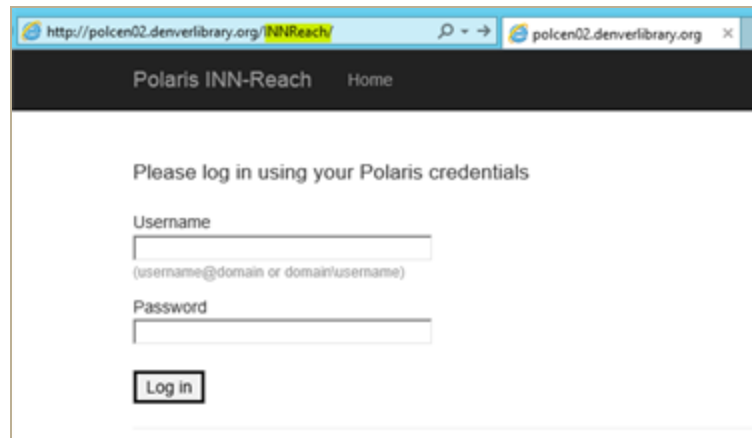 http://polcen02.denverlibrary.org/INNReach/
polcen02.denverlibrary.org
Polaris INN-Reach Home
Please log in using your Polaris credentials
Username
(username@domain or domain\username)
Password
Log in